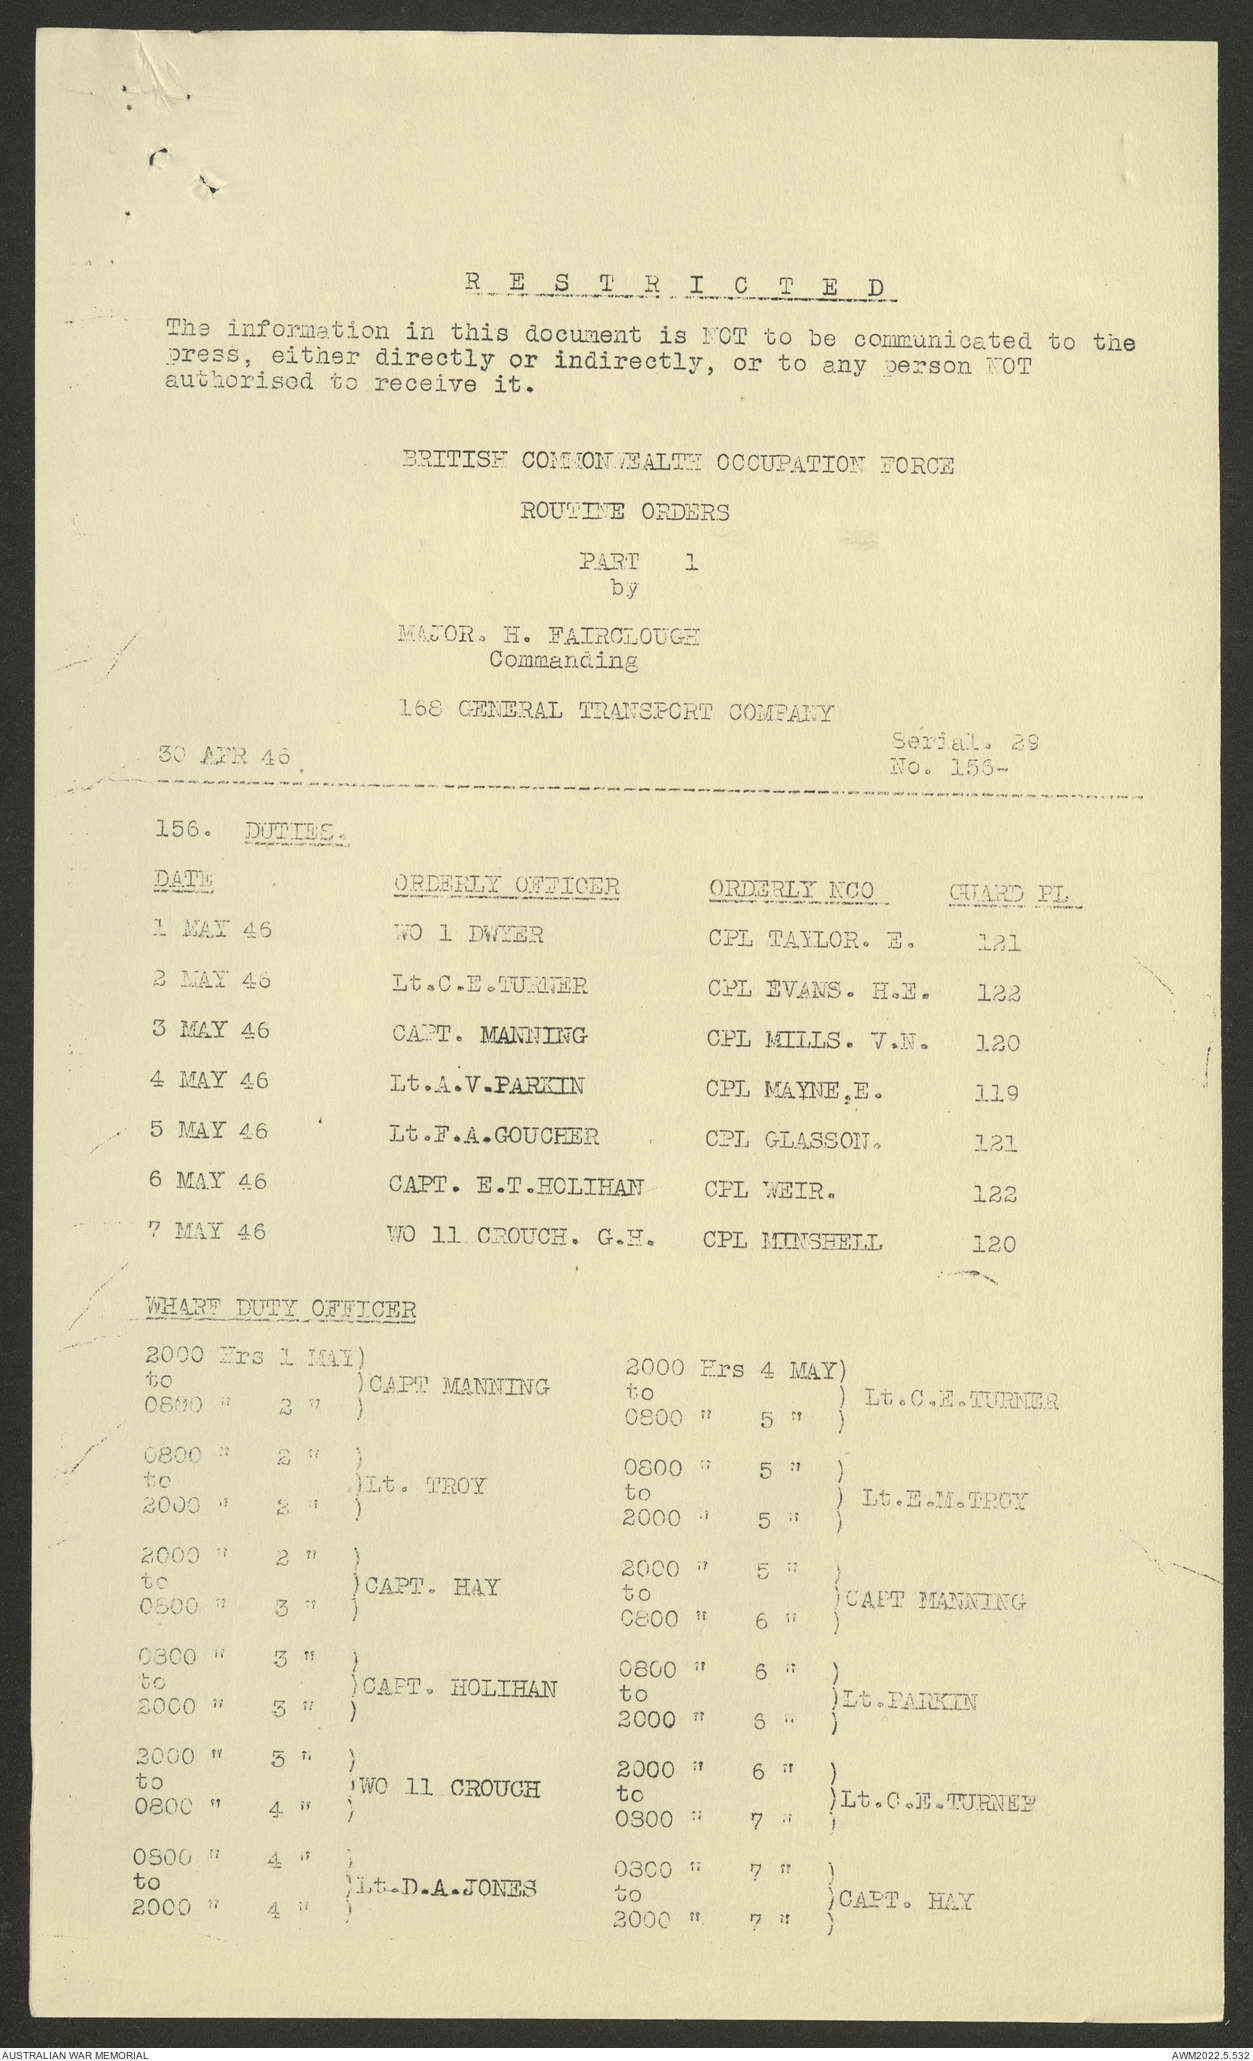 R E S T R I C T E D
The information in this document is NOT to be communicated to the
press, either directly or indirectly, or to any person NOT
authorised to receive it.
BRITISH COMMONWEALTH OCCUPATION FORCE
ROUTINE ORDERS
PART 1
by
MAJOR. H. FAIRCLOUGH
Commanding
168 GENERAL TRANSPORT COMPANY
30 APR 46
Serial. 29
No. 156-
156. DUTIES.
DATE ORDERLY OFFICER ORDERLY NCO GUARD PL
1 MAY 46 WO 1 DWYER CPL TAYLOR. E. 121
2 MAY 46 Lt.C.E.TURNER CPL EVANS. H.E. 122
3 MAY 46 CAPT. MANNING CPL MILLS. V.N. 120
4 MAY 46 Lt.A.V.PARKIN CPL MAYNE,E. 119
5 MAY 46 Lt.F.A.GOUCHER CPL GLASSON. 121
6 MAY 46 CAPT. E.T.HOLIHAN CPL WEIR. 122
7 MAY 46 WO 11 CROUCH. G.H. CPL MINSHELL 120
WHARF DUTY OFFICER
2000 Hrs 1 MAY)
to )CAPT MANNING
0800 " 2 " )
0800 " 2 " )
to )Lt. TROY
2000 " 2 " )
2000 " 2 " )
to )CAPT. HAY
0800 " 3 " )
0800 " 3 " )
to )CAPT. HOLIHAN
2000 " 3 " )
2000 " 3 " )
to )WO 11 CROUCH
0800 " 4 " )
0800 " 4 " )
to )Lt.D.A.JONES
2000 " 4 " )
2000 Hrs 4 MAY)
to ) Lt.C.E.TURNER
0800 " 5 " )
0800 " 5 " )
to ) Lt.E.M.TROY
2000 " 5 " )
2000 " 5 " )
to )CAPT MANNING
0800 " 6 " )
0800 " 6 " )
to )Lt.PARKIN
2000 " 6 " )
2000 " 6 " )
to )Lt.C.E.TURNER
0800 " 7 " )
0800 " 7 " )
to )CAPT. HAY
2000 " 7 " )
AUSTRALIAN WAR MEMORIAL
AWM2022.5.532